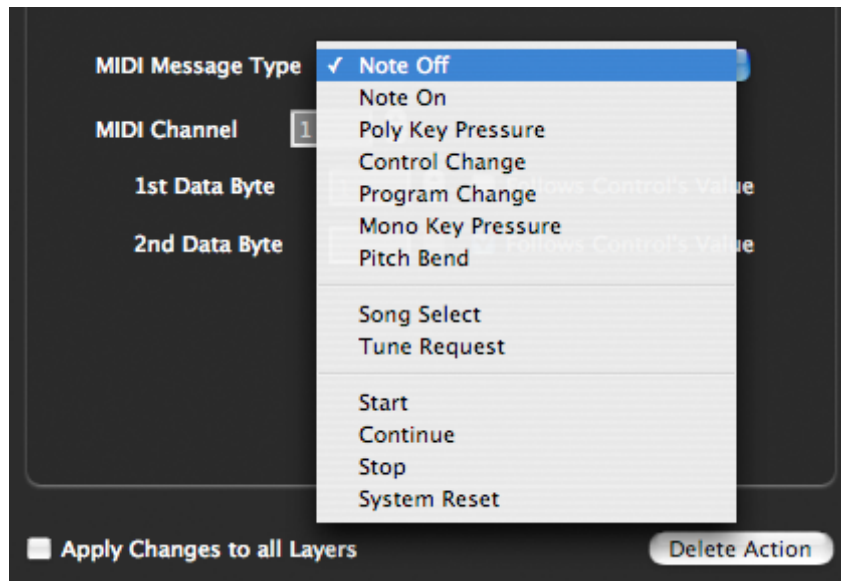 MIDI Message Type ✓ Note Off
Note On
MIDI Channel 1
Poly Key Pressure
Control Change
1st Data Byte Program Change Follows Control's Value
Mono Key Pressure
2nd Data Byte Pitch Bend Follows Control's Value
Song Select
Tune Request
Start
Continue
Stop
System Reset
Apply Changes to all Layers Delete Action